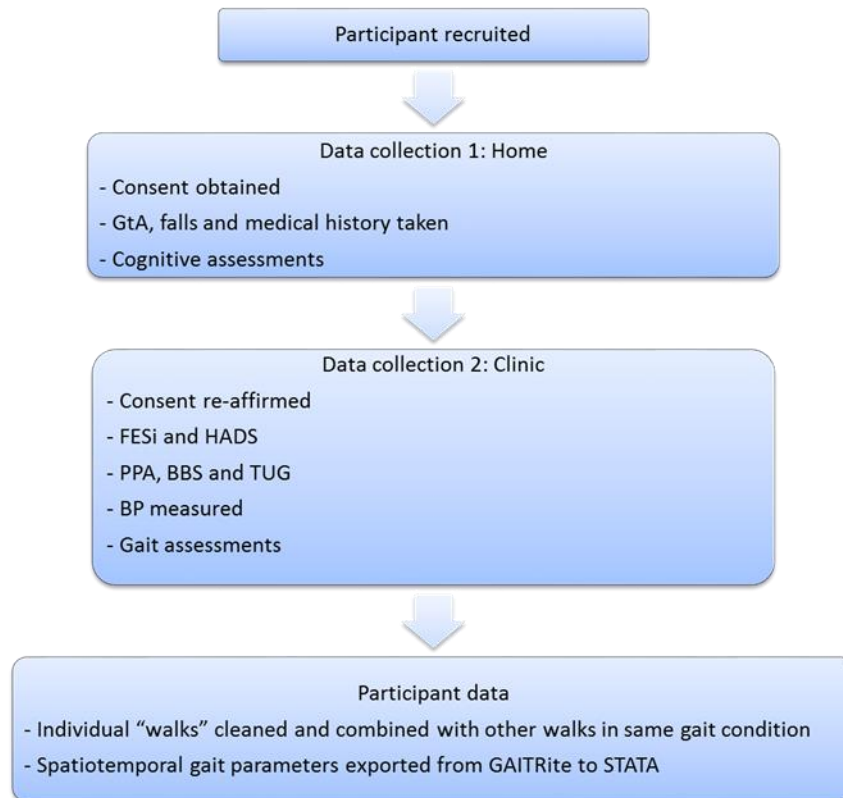 Participant recruited
Data collection 1: Home
- Consent obtained
- GtA, falls and medical history taken
- Cognitive assessments
Data collection 2: Clinic
- Consent re-affirmed
- FESi and HADS
- PPA, BBS and TUG
- BP measured
- Gait assessments
Participant data
- Individual “walks” cleaned and combined with other walks in same gait condition
- Spatiotemporal gait parameters exported from GAITRite to STATA